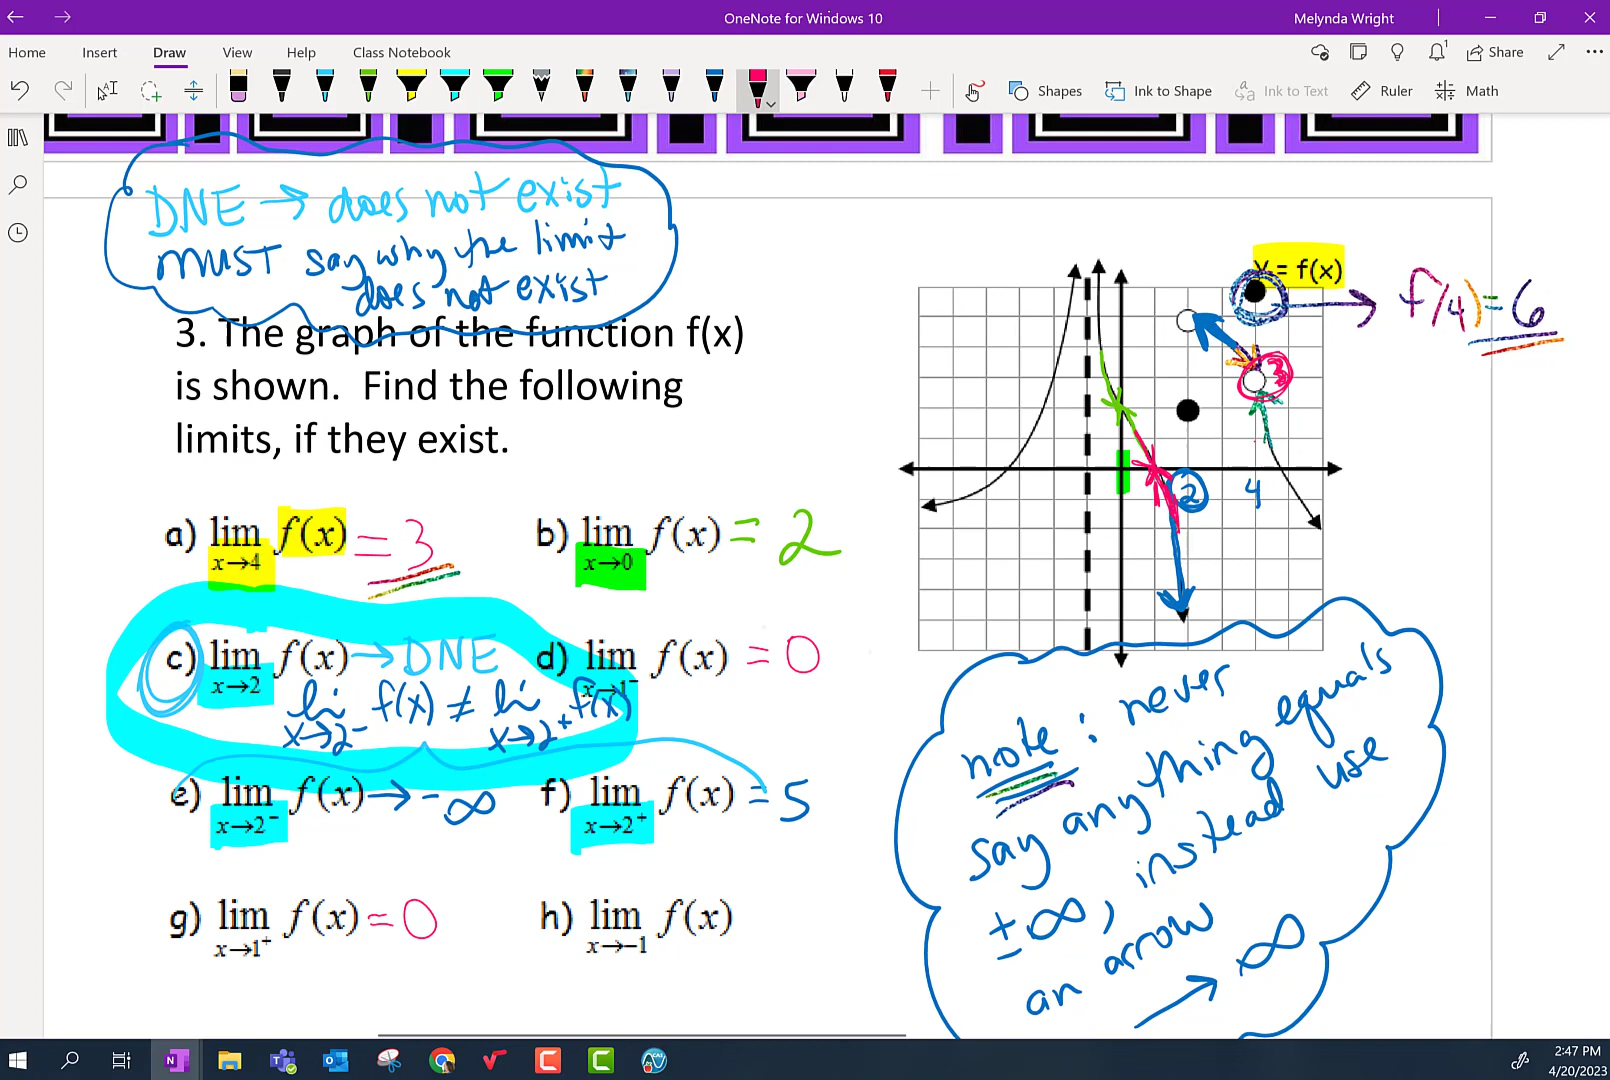 OneNote for Windows 10
Melynda Wright
Home Insert Draw View Help Class Notebook
Share
Shapes Ink to Shape Ink to Text Ruler Math
DNE → does not exist
MUST say why the limit
does not exist
3. The graph of the function f(x)
is shown. Find the following
limits, if they exist.
y = f(x)
f(4) = 6
3
2 4
a) lim x→4 f(x) = 3
b) lim x→0 f(x) = 2
c) lim x→2 f(x) → DNE
lim x→2⁻ f(x) ≠ lim x→2⁺ f(x)
d) lim x→1⁻ f(x) = 0
e) lim x→2⁻ f(x) → -∞
f) lim x→2⁺ f(x) = 5
g) lim x→1⁺ f(x) = 0
h) lim x→-1 f(x)
note: never
say anything equals
±∞, instead use
an arrow
→ ∞
2:47 PM
4/20/2023